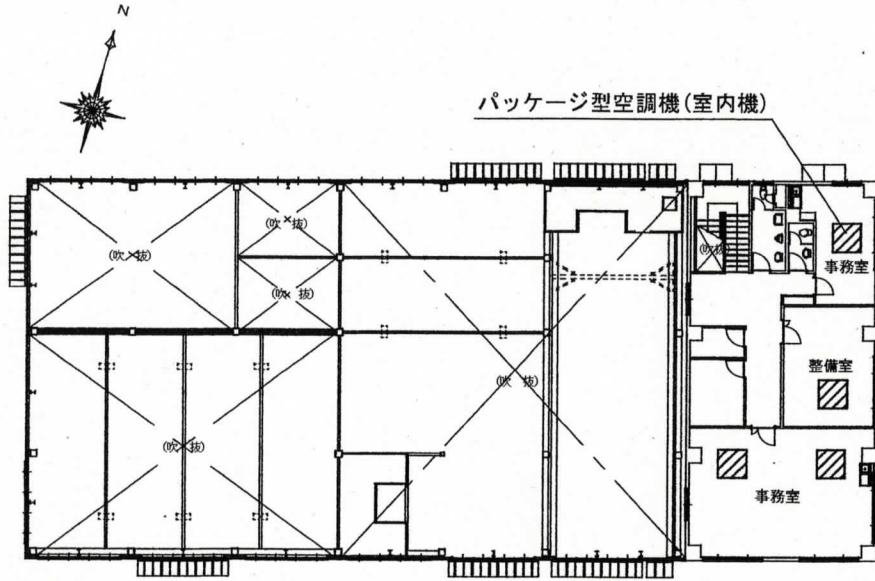 N
パッケージ型空調機(室内機)
(吹 抜)
(吹 抜)
(吹抜)
事務室
(吹 抜)
整備室
(吹 抜)
(吹 抜)
事務室